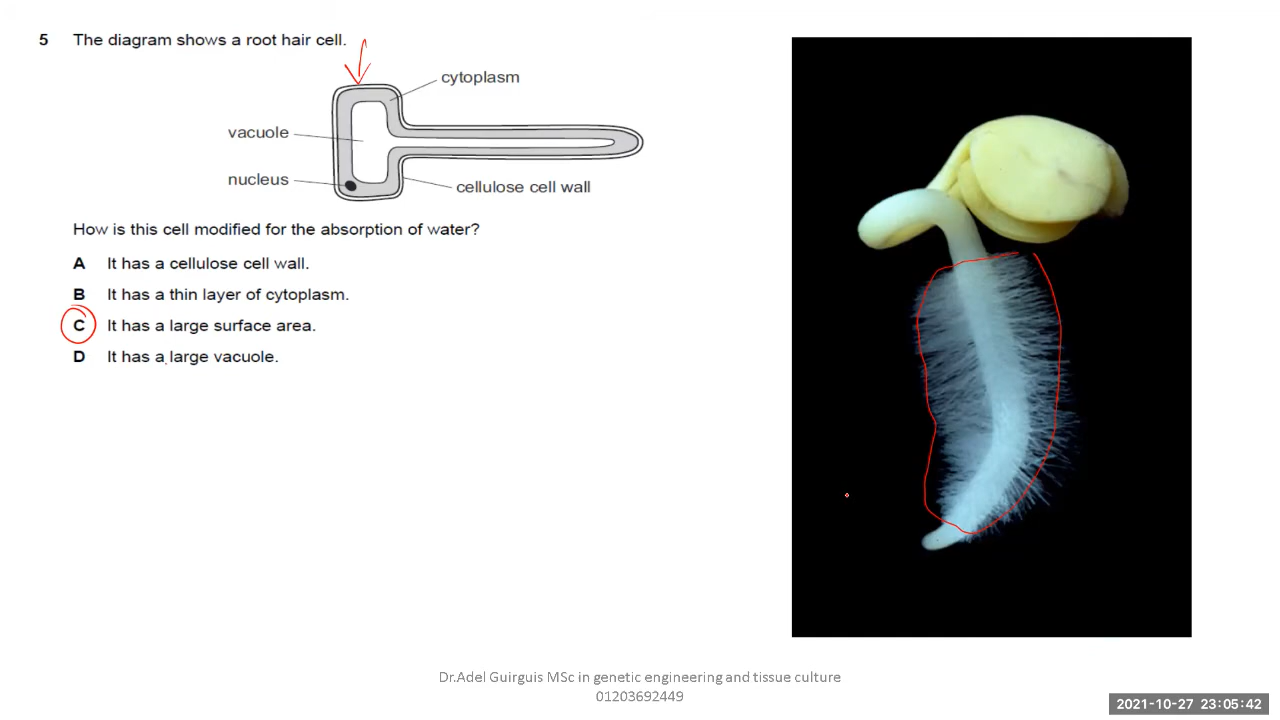 5 The diagram shows a root hair cell.
cytoplasm
vacuole
nucleus
cellulose cell wall
How is this cell modified for the absorption of water?
A It has a cellulose cell wall.
B It has a thin layer of cytoplasm.
C It has a large surface area.
D It has a large vacuole.
Dr.Adel Guirguis MSc in genetic engineering and tissue culture
01203692449
2021-10-27 23:05:42